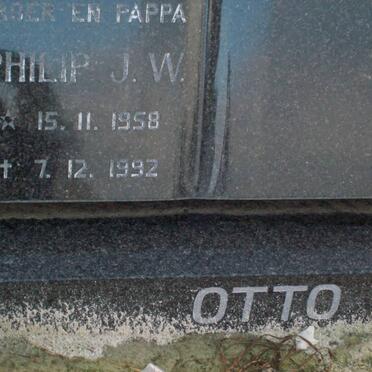 EN PAPPA
PHILIP J. W.
☆ 15. 11. 1958
† 7. 12. 1992
OTTO